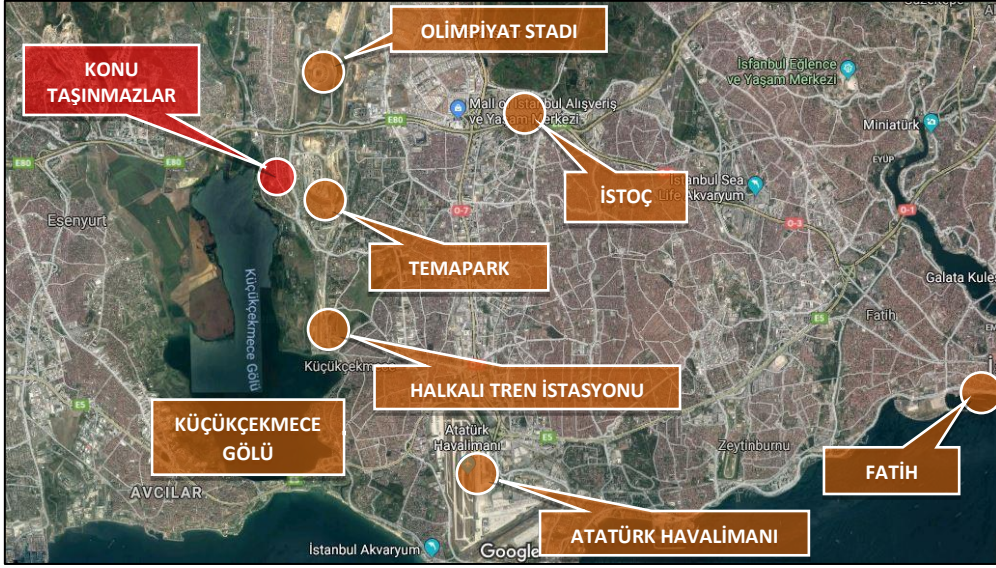 OLİMPİYAT STADI
KONU
TAŞINMAZLAR
İsfanbul Eğlence
ve Yaşam Merkezi
Mall of İstanbul Alışveriş
ve Yaşam Merkezi
E80
E80
E80
Miniatürk
EYÜP
İSTOÇ
İstanbul Sea
Life Akvaryum
Esenyurt
O-7
O-3
O-1
TEMAPARK
Küçükçekmece Gölü
Galata Kules
E5
Fatih
Küçükçekmece
HALKALI TREN İSTASYONU
E5
KÜÇÜKÇEKMECE
GÖLÜ
Atatürk
Havalimanı
E5
Zeytinburnu
FATİH
AVCILAR
ATATÜRK HAVALİMANI
İstanbul Akvaryum
Google